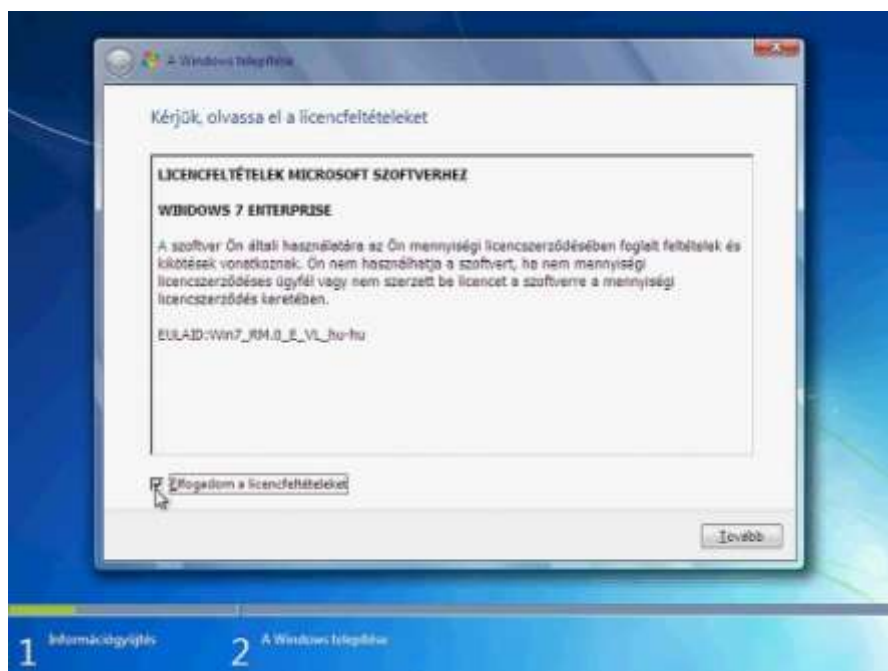 A Windows telepítése
Kérjük, olvassa el a licencfeltételeket
LICENCFELTÉTELEK MICROSOFT SZOFTVERHEZ
WINDOWS 7 ENTERPRISE
A szoftver Ön általi használatára az Ön mennyiségi licencszerződésében foglalt feltételek és
kikötések vonatkoznak. Ön nem használhatja a szoftvert, ha nem mennyiségi
licencszerződéses ügyfél vagy nem szerzett be licencet a szoftverre a mennyiségi
licencszerződés keretében.
EULAID:Win7_RM.0_E_VL_hu-hu
Elfogadom a licencfeltételeket
Tovább
1 Információgyűjtés
2 A Windows telepítése